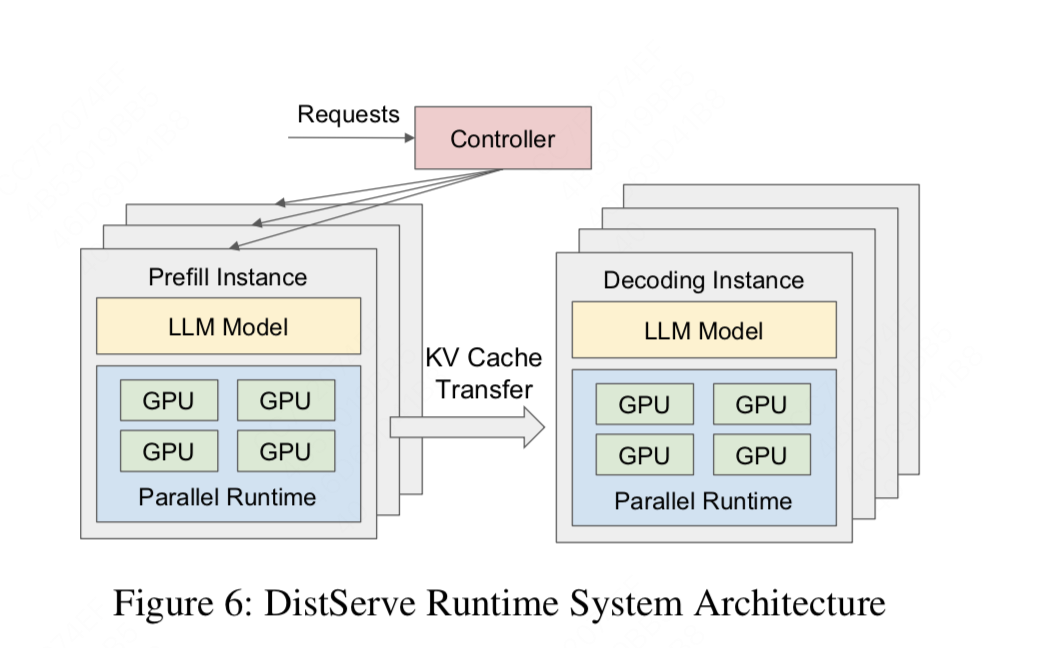 Requests
Controller
Prefill Instance
LLM Model
GPU GPU
GPU GPU
Parallel Runtime
KV Cache
Transfer
Decoding Instance
LLM Model
GPU GPU
GPU GPU
Parallel Runtime
Figure 6: DistServe Runtime System Architecture